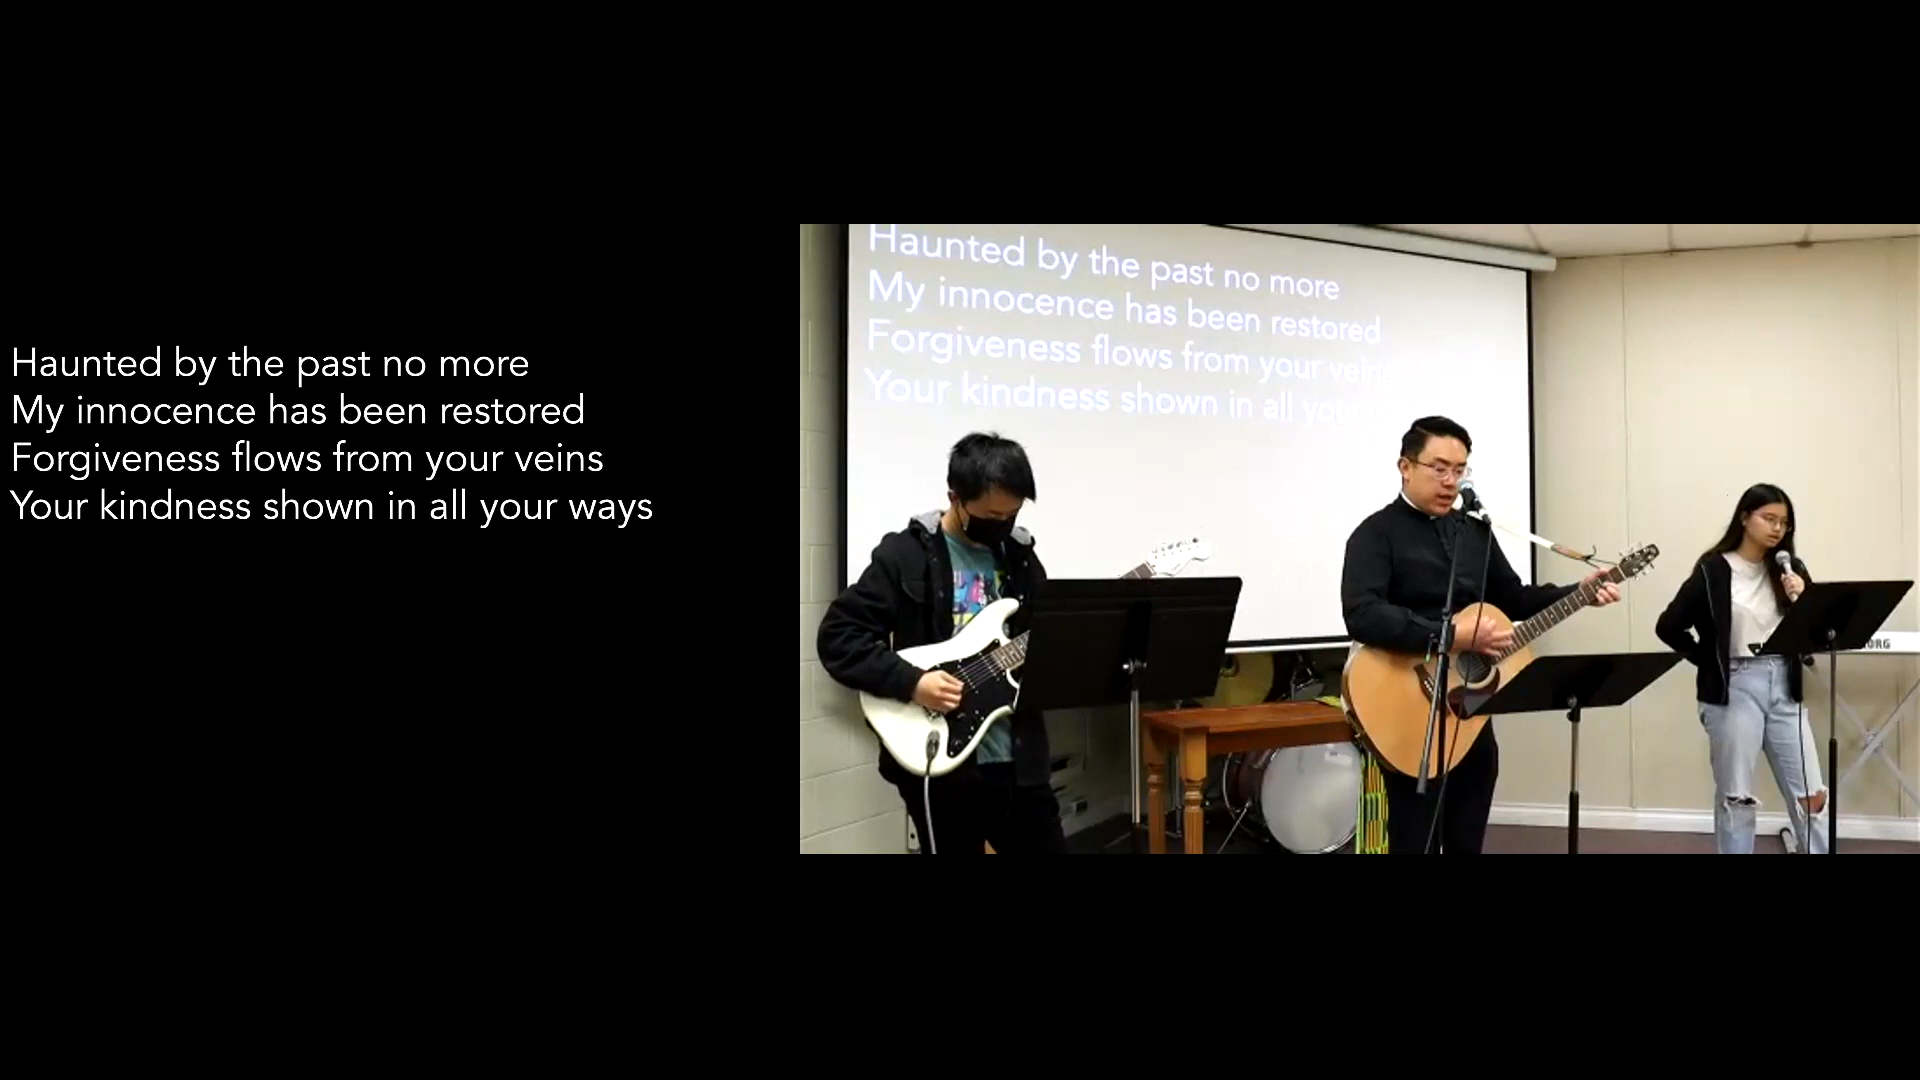 Haunted by the past no more
My innocence has been restored
Forgiveness flows from your veins
Your kindness shown in all your ways
Haunted by the past no more
My innocence has been restored
Forgiveness flows from your veins
Your kindness shown in all your